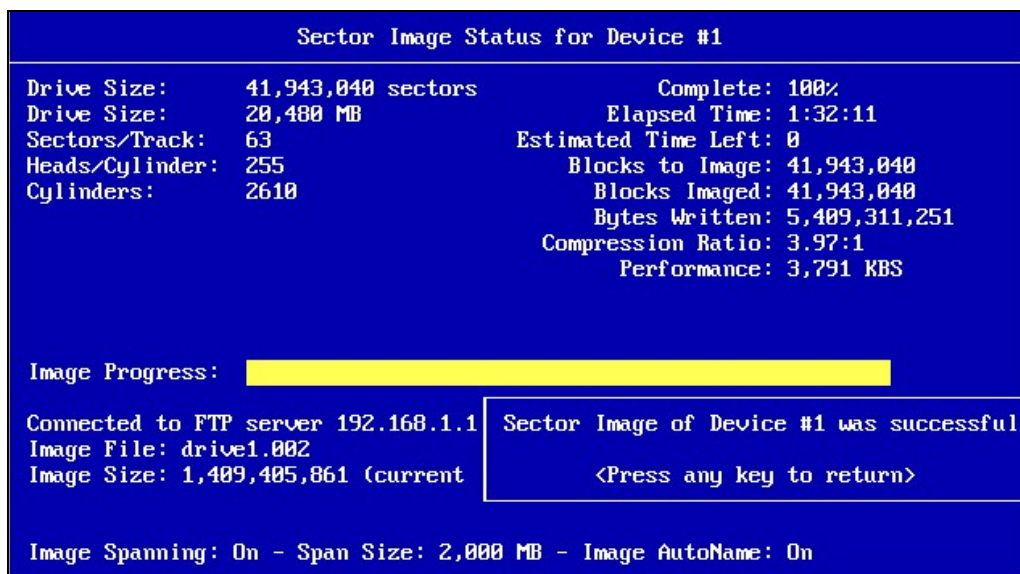 Sector Image Status for Device #1
Drive Size: 41,943,040 sectors Complete: 100%
Drive Size: 20,480 MB Elapsed Time: 1:32:11
Sectors/Track: 63 Estimated Time Left: 0
Heads/Cylinder: 255 Blocks to Image: 41,943,040
Cylinders: 2610 Blocks Imaged: 41,943,040
Bytes Written: 5,409,311,251
Compression Ratio: 3.97:1
Performance: 3,791 KBS
Image Progress:
Connected to FTP server 192.168.1.1
Image File: drive1.002
Image Size: 1,409,405,861 (current
Sector Image of Device #1 was successful
<Press any key to return>
Image Spanning: On - Span Size: 2,000 MB - Image AutoName: On